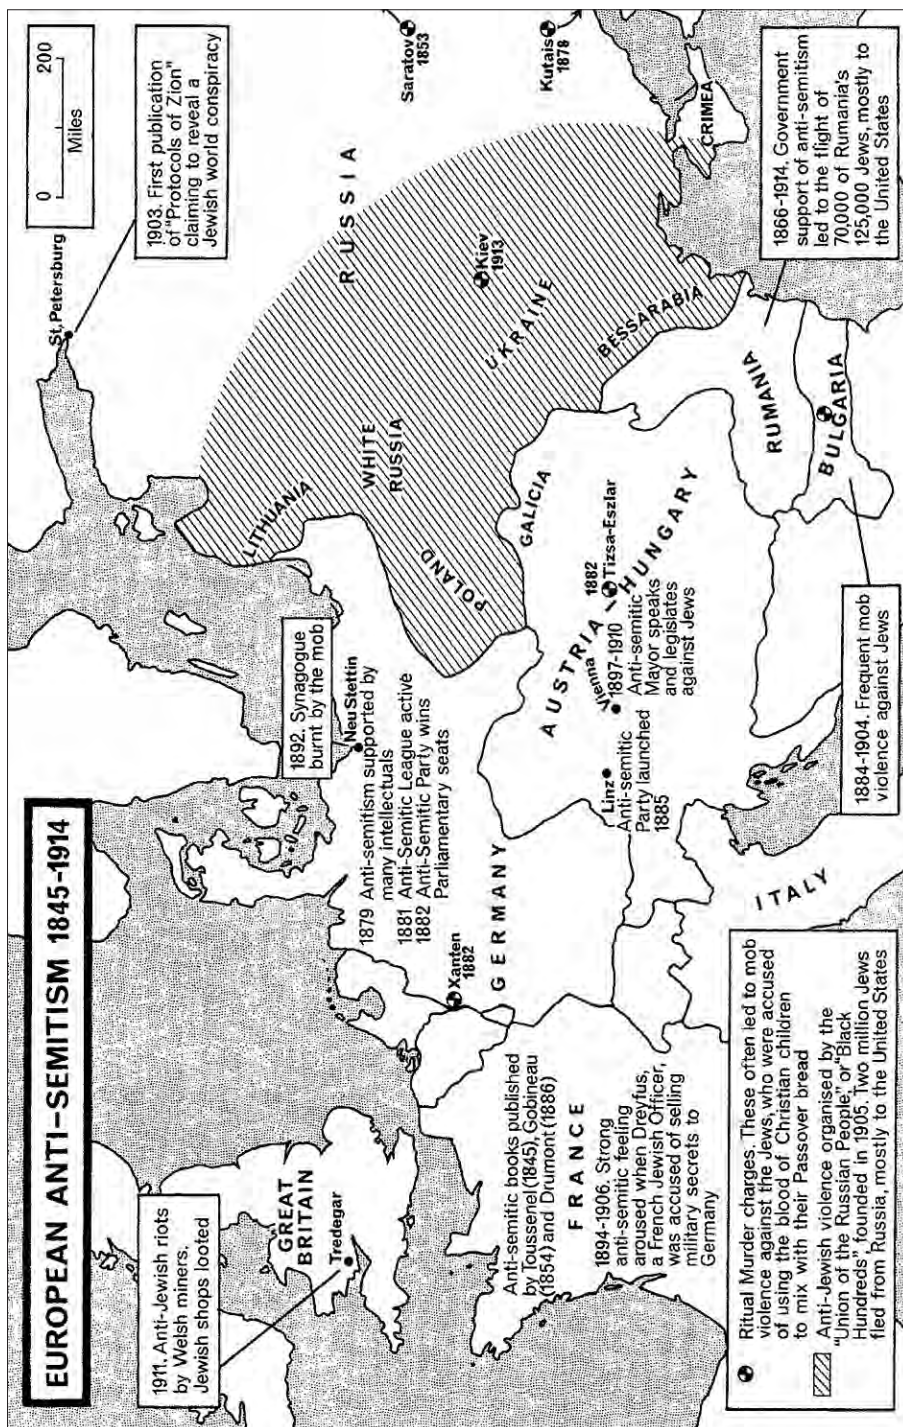 EUROPEAN ANTI-SEMITISM 1845-1914
0
200
Miles
1911. Anti-Jewish riots
by Welsh miners.
Jewish shops looted
GREAT
BRITAIN
Tredegar
1892. Synagogue
burnt by the mob
NeuStettin
St. Petersburg
1903. First publication
of "Protocols of Zion"
claiming to reveal a
Jewish world conspiracy
1879 Anti-semitism supported by
many intellectuals
1881 Anti-Semitic League active
1882 Anti-Semitic Party wins
Parliamentary seats
Xanten
1882
GERMANY
LITHUANIA
WHITE
RUSSIA
POLAND
RUSSIA
Saratov
1853
Kiev
1913
UKRAINE
Kutais
1878
BESSARABIA
CRIMEA
GALICIA
Anti-semitic books published
by Toussenel (1845), Gobineau
(1854) and Drumont (1886)
FRANCE
1894-1906. Strong
anti-semitic feeling
aroused when Dreyfus,
a French Jewish Officer,
was accused of selling
military secrets to
Germany
AUSTRIA - HUNGARY
1882
Tizsa-Eszlar
Linz
Anti-semitic
Party launched
1885
Vienna
1897-1910
Anti-semitic
Mayor speaks
and legislates
against Jews
RUMANIA
BULGARIA
ITALY
1866-1914. Government
support of anti-semitism
led to the flight of
70,000 of Rumania's
125,000 Jews, mostly to
the United States
1884-1904. Frequent mob
violence against Jews
Ritual Murder charges. These often led to mob
violence against the Jews, who were accused
of using the blood of Christian children
to mix with their Passover bread
Anti-Jewish violence organised by the
"Union of the Russian People", or "Black
Hundreds" founded in 1905. Two million Jews
fled from Russia, mostly to the United States